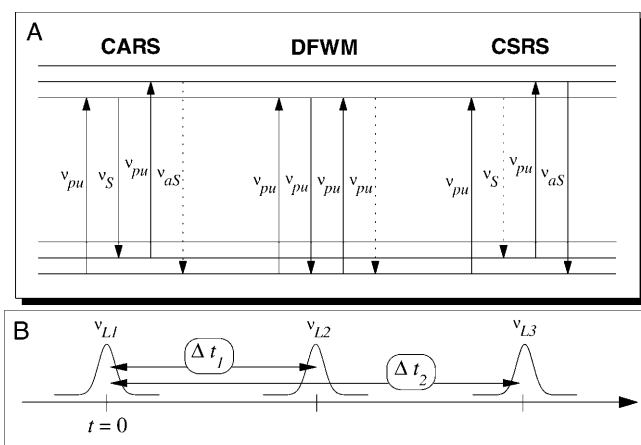 A
CARS DFWM CSRS
ν_pu ν_S ν_pu ν_aS ν_pu ν_pu ν_pu ν_pu ν_pu ν_S ν_pu ν_aS
B
ν_L1 ν_L2 ν_L3
Δ t_1
Δ t_2
t = 0